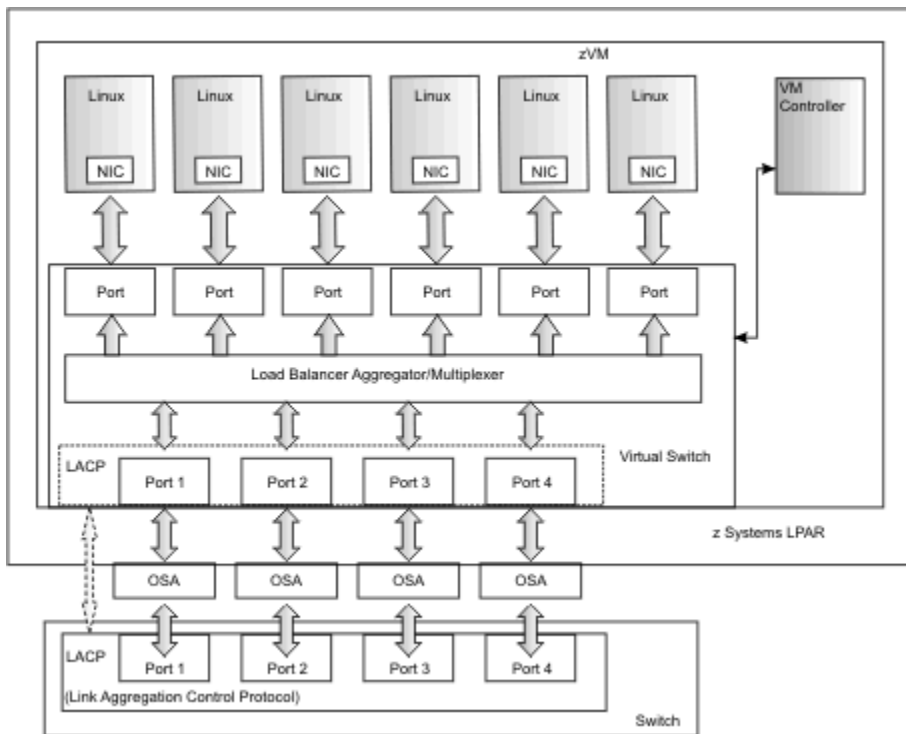 zVM
Linux Linux Linux Linux Linux Linux
VM
Controller
NIC NIC NIC NIC NIC NIC
Port Port Port Port Port Port
Load Balancer Aggregator/Multiplexer
Virtual Switch
LACP
Port 1 Port 2 Port 3 Port 4
z Systems LPAR
OSA OSA OSA OSA
LACP
Port 1 Port 2 Port 3 Port 4
(Link Aggregation Control Protocol)
Switch